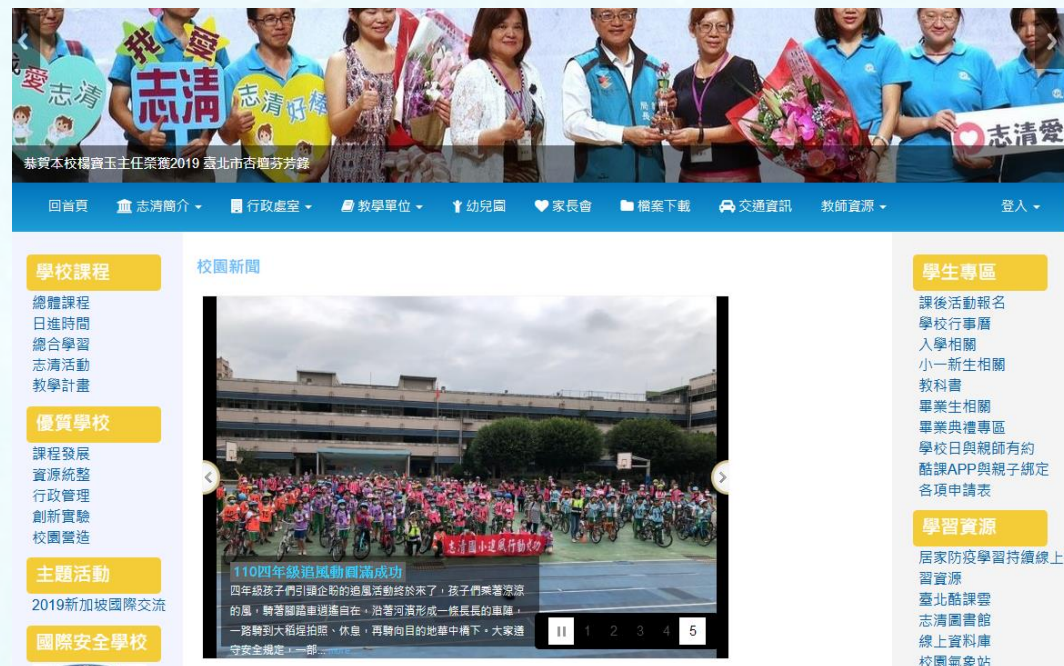 我愛
愛志清
志清
志清好棒
志清愛
恭賀本校楊寶玉主任榮獲2019 臺北市杏壇芬芳錄
回首頁 志清簡介 行政處室 教學單位 幼兒園 家長會 檔案下載 交通資訊 教師資源 登入
學校課程
總體課程
日進時間
總合學習
志清活動
教學計畫
優質學校
課程發展
資源統整
行政管理
創新實驗
校園營造
主題活動
2019新加坡國際交流
國際安全學校
校園新聞
志清國小追風行動成功
110四年級追風動圓滿成功
四年級孩子們引頸企盼的追風活動終於來了，孩子們乘著涼涼
的風，騎著腳踏車逍遙自在。沿著河濱形成一條長長的車陣，
一路騎到大稻埕拍照、休息，再騎向目的地華中橋下。大家遵
守安全規定，一部...more
1 2 3 4 5
學生專區
課後活動報名
學校行事曆
入學相關
小一新生相關
教科書
畢業生相關
畢業典禮專區
學校日與親師有約
酷課APP與親子綁定
各項申請表
學習資源
居家防疫學習持續線上
習資源
臺北酷課雲
志清圖書館
線上資料庫
校園氣象站